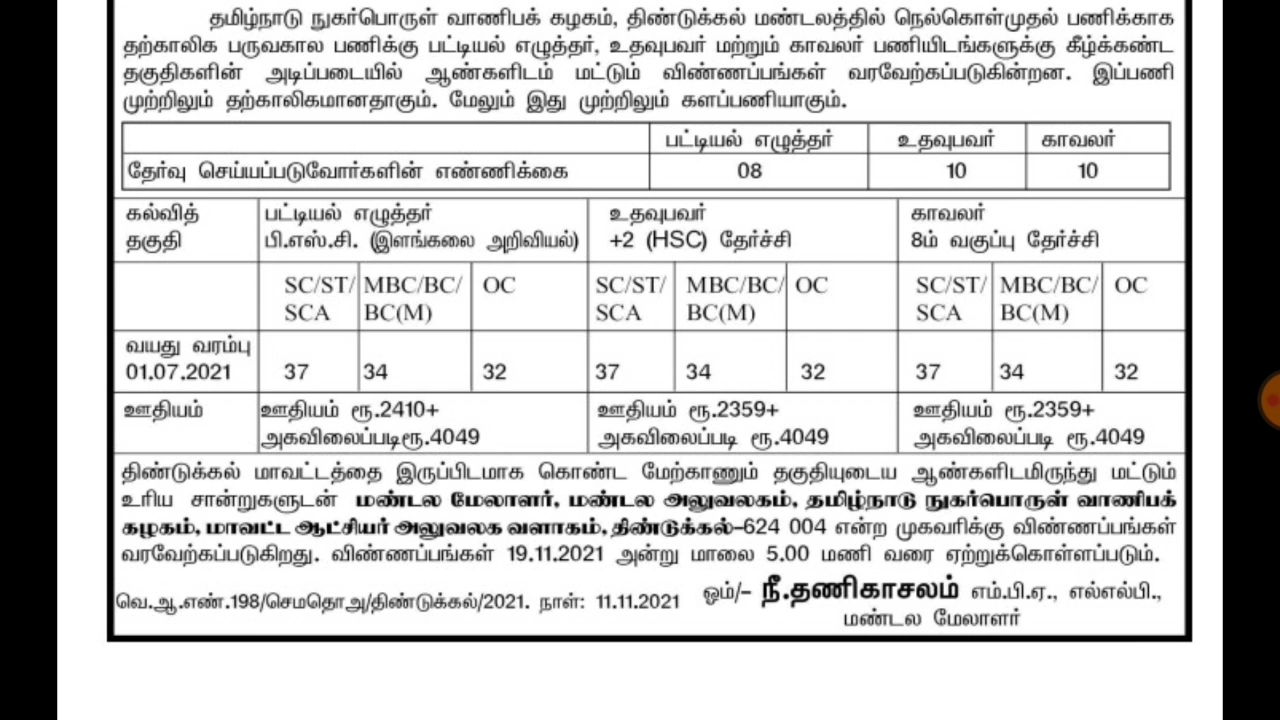 தமிழ்நாடு நுகர்பொருள் வாணிபக் கழகம், திண்டுக்கல் மண்டலத்தில் நெல்கொள்முதல் பணிக்காக
தற்காலிக பருவகால பணிக்கு பட்டியல் எழுத்தர், உதவுபவர் மற்றும் காவலர் பணியிடங்களுக்கு கீழ்க்கண்ட
தகுதிகளின் அடிப்படையில் ஆண்களிடம் மட்டும் விண்ணப்பங்கள் வரவேற்கப்படுகின்றன. இப்பணி
முற்றிலும் தற்காலிகமானதாகும். மேலும் இது முற்றிலும் களப்பணியாகும்.
பட்டியல் எழுத்தர் உதவுபவர் காவலர்
தேர்வு செய்யப்படுவோர்களின் எண்ணிக்கை 08 10 10
கல்வித் பட்டியல் எழுத்தர் உதவுபவர் காவலர்
தகுதி பி.எஸ்.சி. (இளங்கலை அறிவியல்) +2 (HSC) தேர்ச்சி 8ம் வகுப்பு தேர்ச்சி
SC/ST/ MBC/BC/ OC SC/ST/ MBC/BC/ OC SC/ST/ MBC/BC/ OC
SCA BC(M) SCA BC(M) SCA BC(M)
வயது வரம்பு
01.07.2021 37 34 32 37 34 32 37 34 32
ஊதியம் ஊதியம் ரூ.2410+ ஊதியம் ரூ.2359+ ஊதியம் ரூ.2359+
அகவிலைப்படிரூ.4049 அகவிலைப்படி ரூ.4049 அகவிலைப்படி ரூ.4049
திண்டுக்கல் மாவட்டத்தை இருப்பிடமாக கொண்ட மேற்காணும் தகுதியுடைய ஆண்களிடமிருந்து மட்டும்
உரிய சான்றுகளுடன் மண்டல மேலாளர், மண்டல அலுவலகம், தமிழ்நாடு நுகர்பொருள் வாணிபக்
கழகம், மாவட்ட ஆட்சியர் அலுவலக வளாகம், திண்டுக்கல்–624 004 என்ற முகவரிக்கு விண்ணப்பங்கள்
வரவேற்கப்படுகிறது. விண்ணப்பங்கள் 19.11.2021 அன்று மாலை 5.00 மணி வரை ஏற்றுக்கொள்ளப்படும்.
வெ.ஆ.எண்.198/செமதொஅ/திண்டுக்கல்/2021. நாள்: 11.11.2021 ஓம்/– நீ.தணிகாசலம் எம்.பி.ஏ., எல்எல்பி.,
மண்டல மேலாளர்